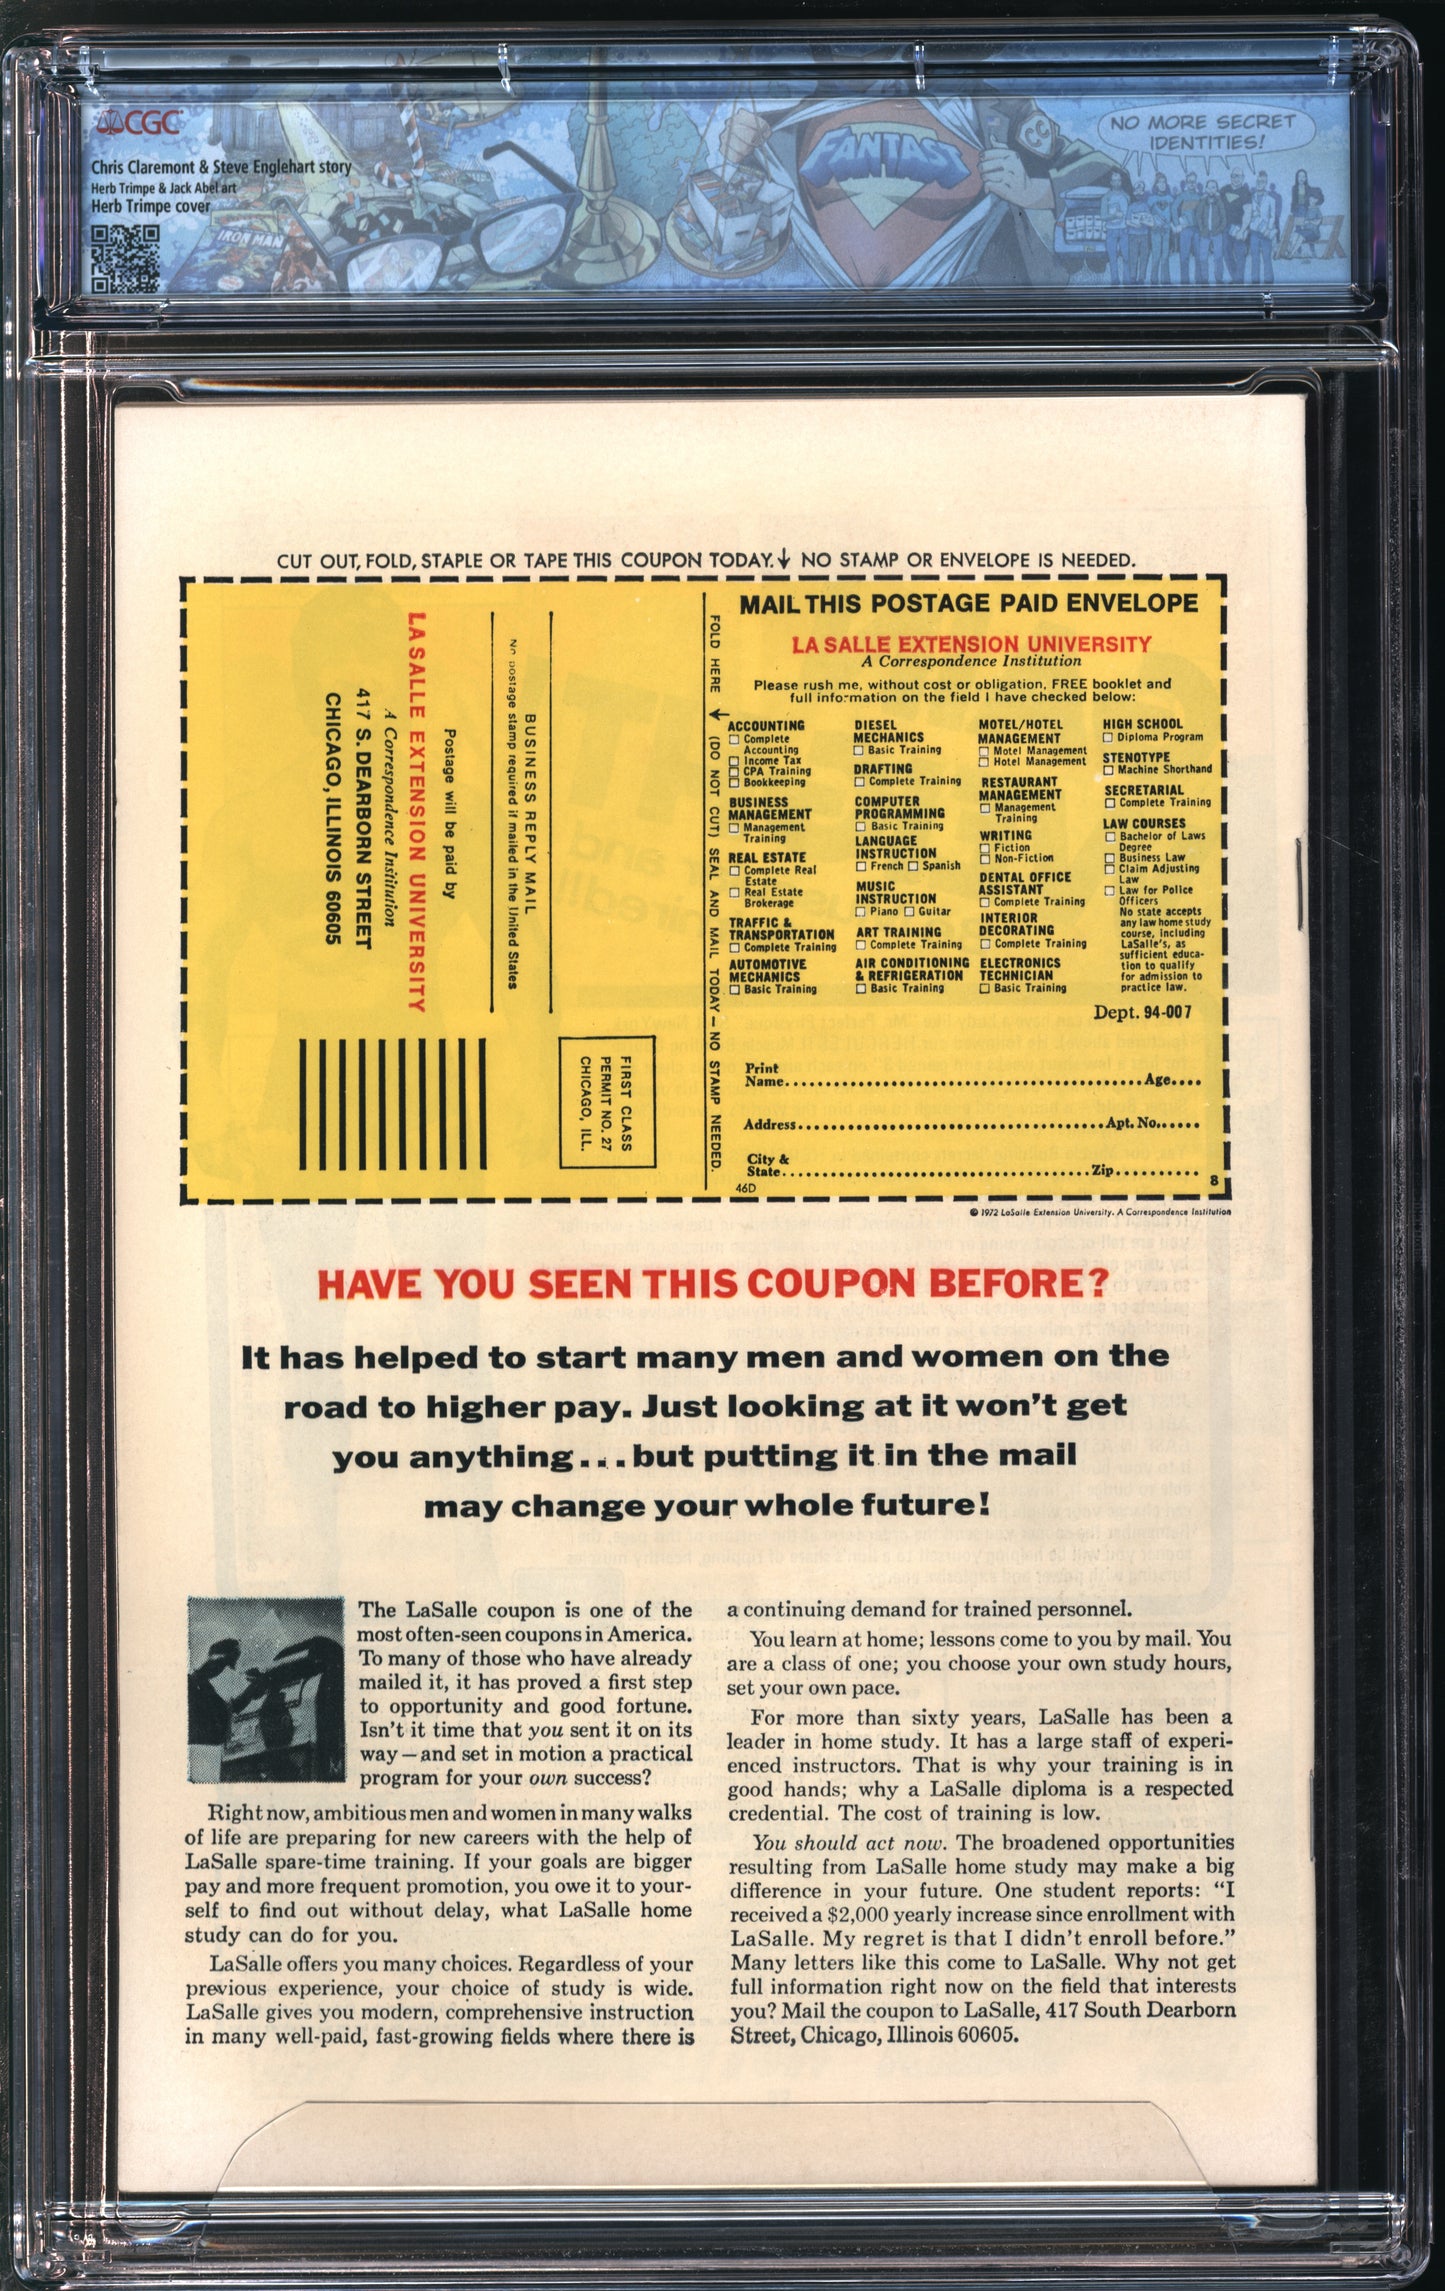 CGC
Chris Claremont & Steve Englehart story
Herb Trimpe & Jack Abel art
Herb Trimpe cover
IRON MAN
FANTAST
CC
NO MORE SECRET
IDENTITIES!
CUT OUT, FOLD, STAPLE OR TAPE THIS COUPON TODAY. NO STAMP OR ENVELOPE IS NEEDED.
FIRST CLASS
PERMIT NO. 27
CHICAGO, ILL.
BUSINESS REPLY MAIL
No postage stamp required if mailed in the United States
Postage will be paid by
LA SALLE EXTENSION UNIVERSITY
A Correspondence Institution
417 S. DEARBORN STREET
CHICAGO, ILLINOIS 60605
FOLD HERE (DO NOT CUT) SEAL AND MAIL TODAY — NO STAMP NEEDED.
MAIL THIS POSTAGE PAID ENVELOPE
LA SALLE EXTENSION UNIVERSITY
A Correspondence Institution
Please rush me, without cost or obligation, FREE booklet and
full information on the field I have checked below:
ACCOUNTING
Complete
Accounting
Income Tax
CPA Training
Bookkeeping
BUSINESS
MANAGEMENT
Management
Training
REAL ESTATE
Complete Real
Estate
Real Estate
Brokerage
TRAFFIC &
TRANSPORTATION
Complete Training
AUTOMOTIVE
MECHANICS
Basic Training
DIESEL
MECHANICS
Basic Training
DRAFTING
Complete Training
COMPUTER
PROGRAMMING
Basic Training
LANGUAGE
INSTRUCTION
French Spanish
MUSIC
INSTRUCTION
Piano Guitar
ART TRAINING
Complete Training
AIR CONDITIONING
& REFRIGERATION
Basic Training
MOTEL/HOTEL
MANAGEMENT
Motel Management
Hotel Management
RESTAURANT
MANAGEMENT
Management
Training
WRITING
Fiction
Non-Fiction
DENTAL OFFICE
ASSISTANT
Complete Training
INTERIOR
DECORATING
Complete Training
ELECTRONICS
TECHNICIAN
Basic Training
HIGH SCHOOL
Diploma Program
STENOTYPE
Machine Shorthand
SECRETARIAL
Complete Training
LAW COURSES
Bachelor of Laws
Degree
Business Law
Claim Adjusting
Law
Law for Police
Officers
No state accepts
any law home study
course, including
LaSalle's, as
sufficient educa-
tion to qualify
for admission to
practice law.
Dept. 94-007
Print
Name Age
Address Apt. No.
City &
State Zip
46D
8
© 1972 LaSalle Extension University. A Correspondence Institution
HAVE YOU SEEN THIS COUPON BEFORE?
It has helped to start many men and women on the
road to higher pay. Just looking at it won't get
you anything...but putting it in the mail
may change your whole future!
The LaSalle coupon is one of the
most often-seen coupons in America.
To many of those who have already
mailed it, it has proved a first step
to opportunity and good fortune.
Isn't it time that you sent it on its
way—and set in motion a practical
program for your own success?
Right now, ambitious men and women in many walks
of life are preparing for new careers with the help of
LaSalle spare-time training. If your goals are bigger
pay and more frequent promotion, you owe it to your-
self to find out without delay, what LaSalle home
study can do for you.
LaSalle offers you many choices. Regardless of your
previous experience, your choice of study is wide.
LaSalle gives you modern, comprehensive instruction
in many well-paid, fast-growing fields where there is
a continuing demand for trained personnel.
You learn at home; lessons come to you by mail. You
are a class of one; you choose your own study hours,
set your own pace.
For more than sixty years, LaSalle has been a
leader in home study. It has a large staff of experi-
enced instructors. That is why your training is in
good hands; why a LaSalle diploma is a respected
credential. The cost of training is low.
You should act now. The broadened opportunities
resulting from LaSalle home study may make a big
difference in your future. One student reports: “I
received a $2,000 yearly increase since enrollment with
LaSalle. My regret is that I didn't enroll before.”
Many letters like this come to LaSalle. Why not get
full information right now on the field that interests
you? Mail the coupon to LaSalle, 417 South Dearborn
Street, Chicago, Illinois 60605.